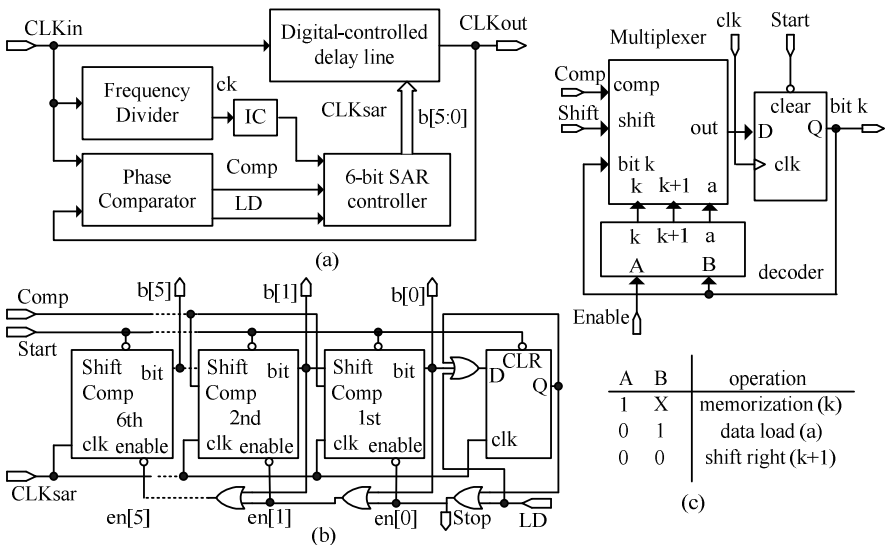 CLKin
Digital-controlled
delay line
CLKout
Frequency
Divider
ck
IC
CLKsar
b[5:0]
Phase
Comparator
Comp
LD
6-bit SAR
controller
(a)
Multiplexer
clk
Start
Comp
comp
Shift
shift
bit k
out
k k+1 a
clear
D Q
clk
bit k
k k+1 a
A B
decoder
Enable
Comp
Start
b[5]
b[1]
b[0]
Shift
Comp bit
6th
clk enable
Shift
Comp bit
2nd
clk enable
Shift
Comp bit
1st
clk enable
CLR
D
Q
clk
CLKsar
en[5]
en[1]
en[0]
Stop
LD
(b)
A B operation
1 X memorization (k)
0 1 data load (a)
0 0 shift right (k+1)
(c)